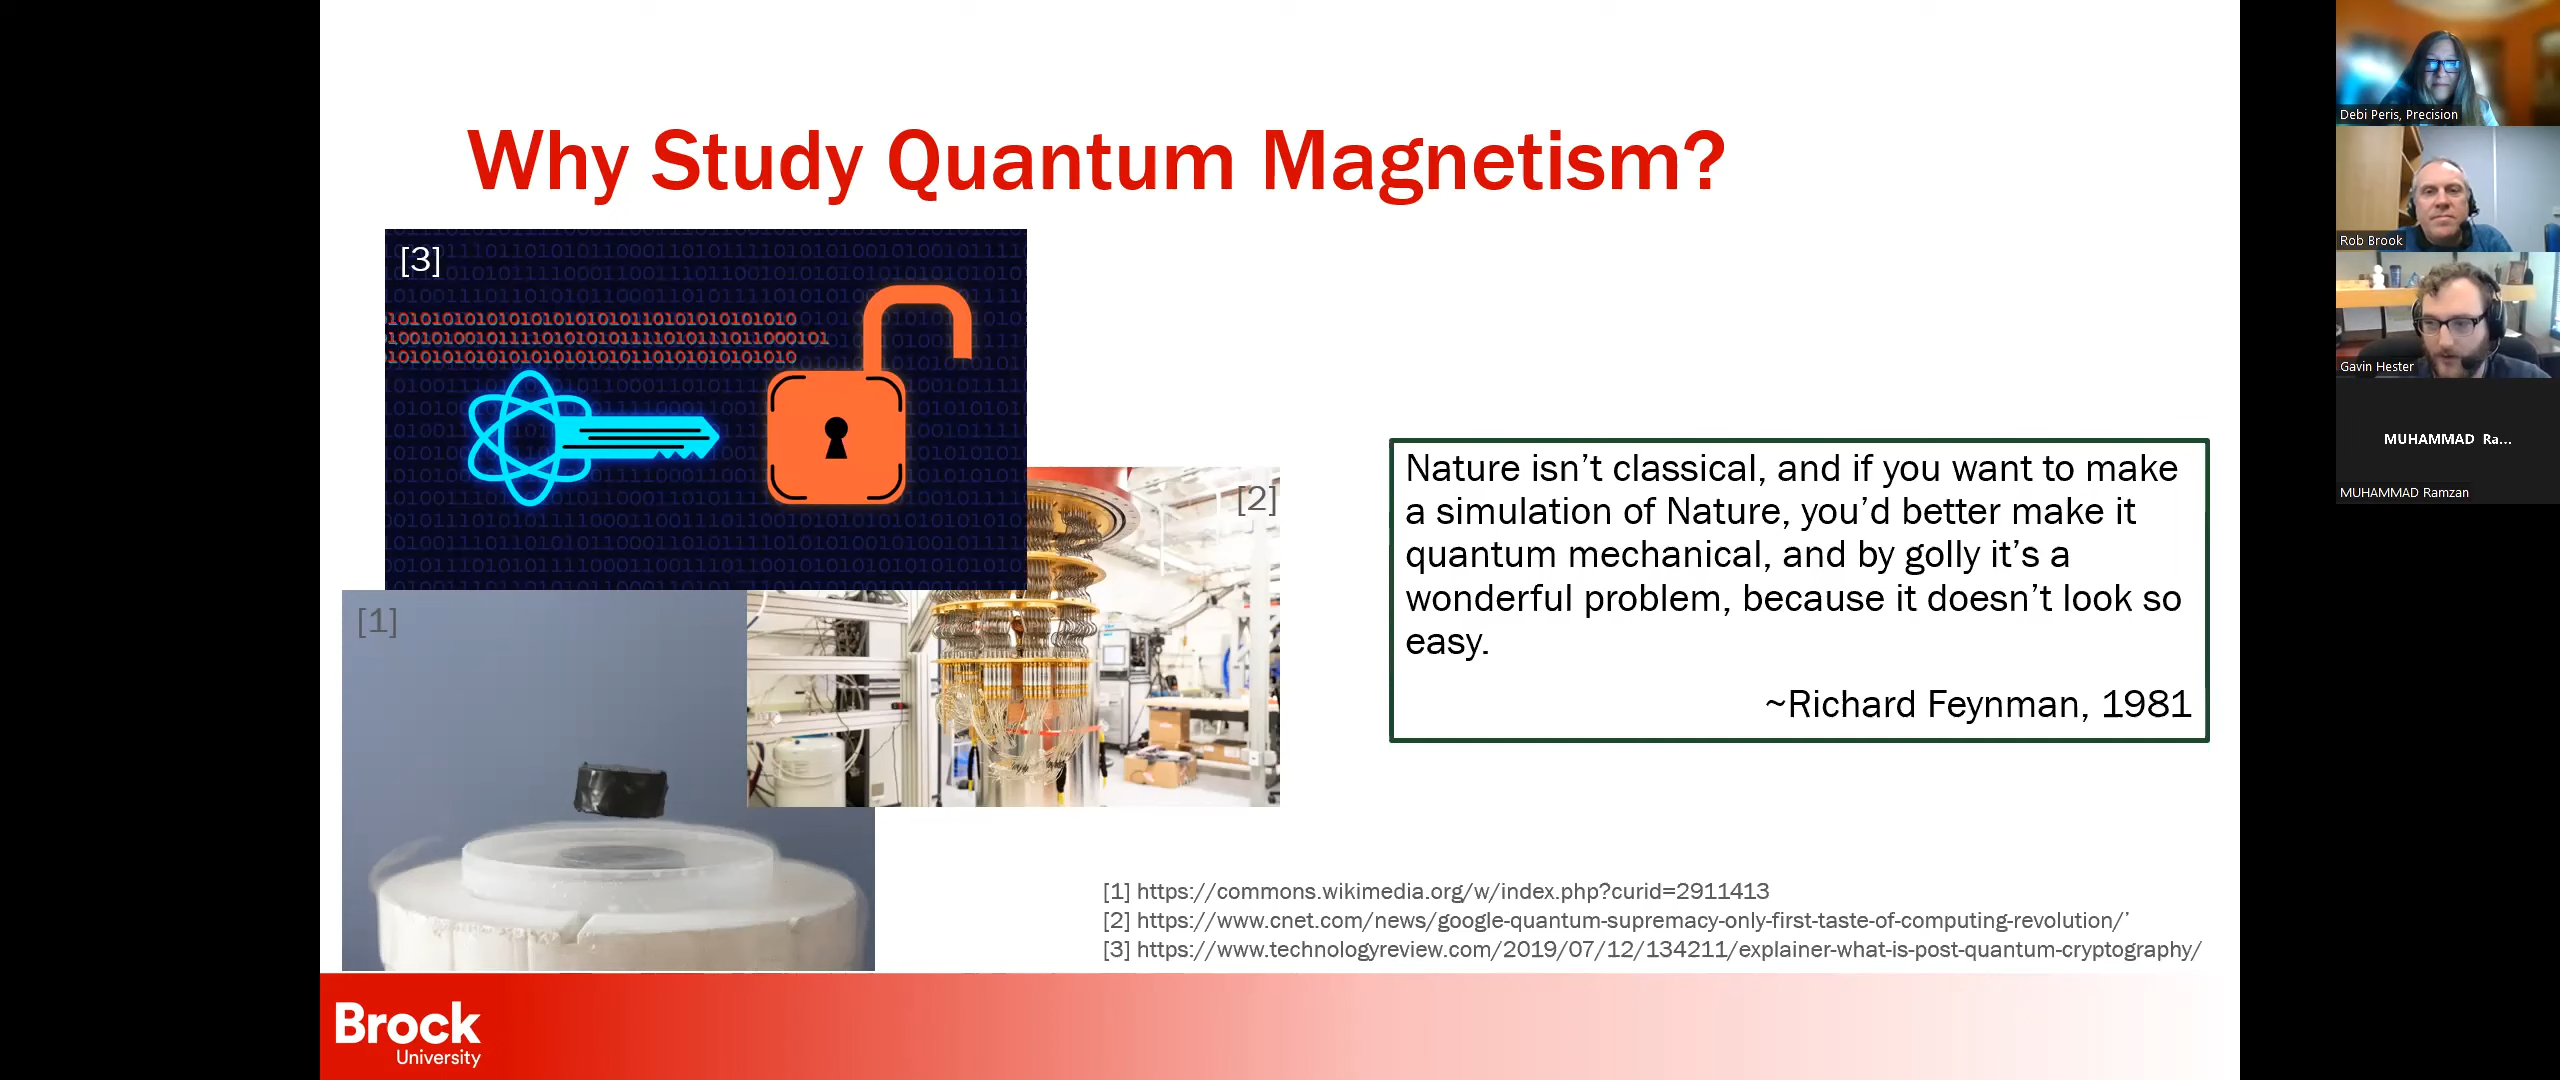 Why Study Quantum Magnetism?
[3]
[2]
[1]
Nature isn’t classical, and if you want to make
a simulation of Nature, you’d better make it
quantum mechanical, and by golly it’s a
wonderful problem, because it doesn’t look so
easy.
~Richard Feynman, 1981
[1] https://commons.wikimedia.org/w/index.php?curid=2911413
[2] https://www.cnet.com/news/google-quantum-supremacy-only-first-taste-of-computing-revolution/’
[3] https://www.technologyreview.com/2019/07/12/134211/explainer-what-is-post-quantum-cryptography/
Brock
University
Debi Peris, Precision
Rob Brook
Gavin Hester
MUHAMMAD Ra...
MUHAMMAD Ramzan